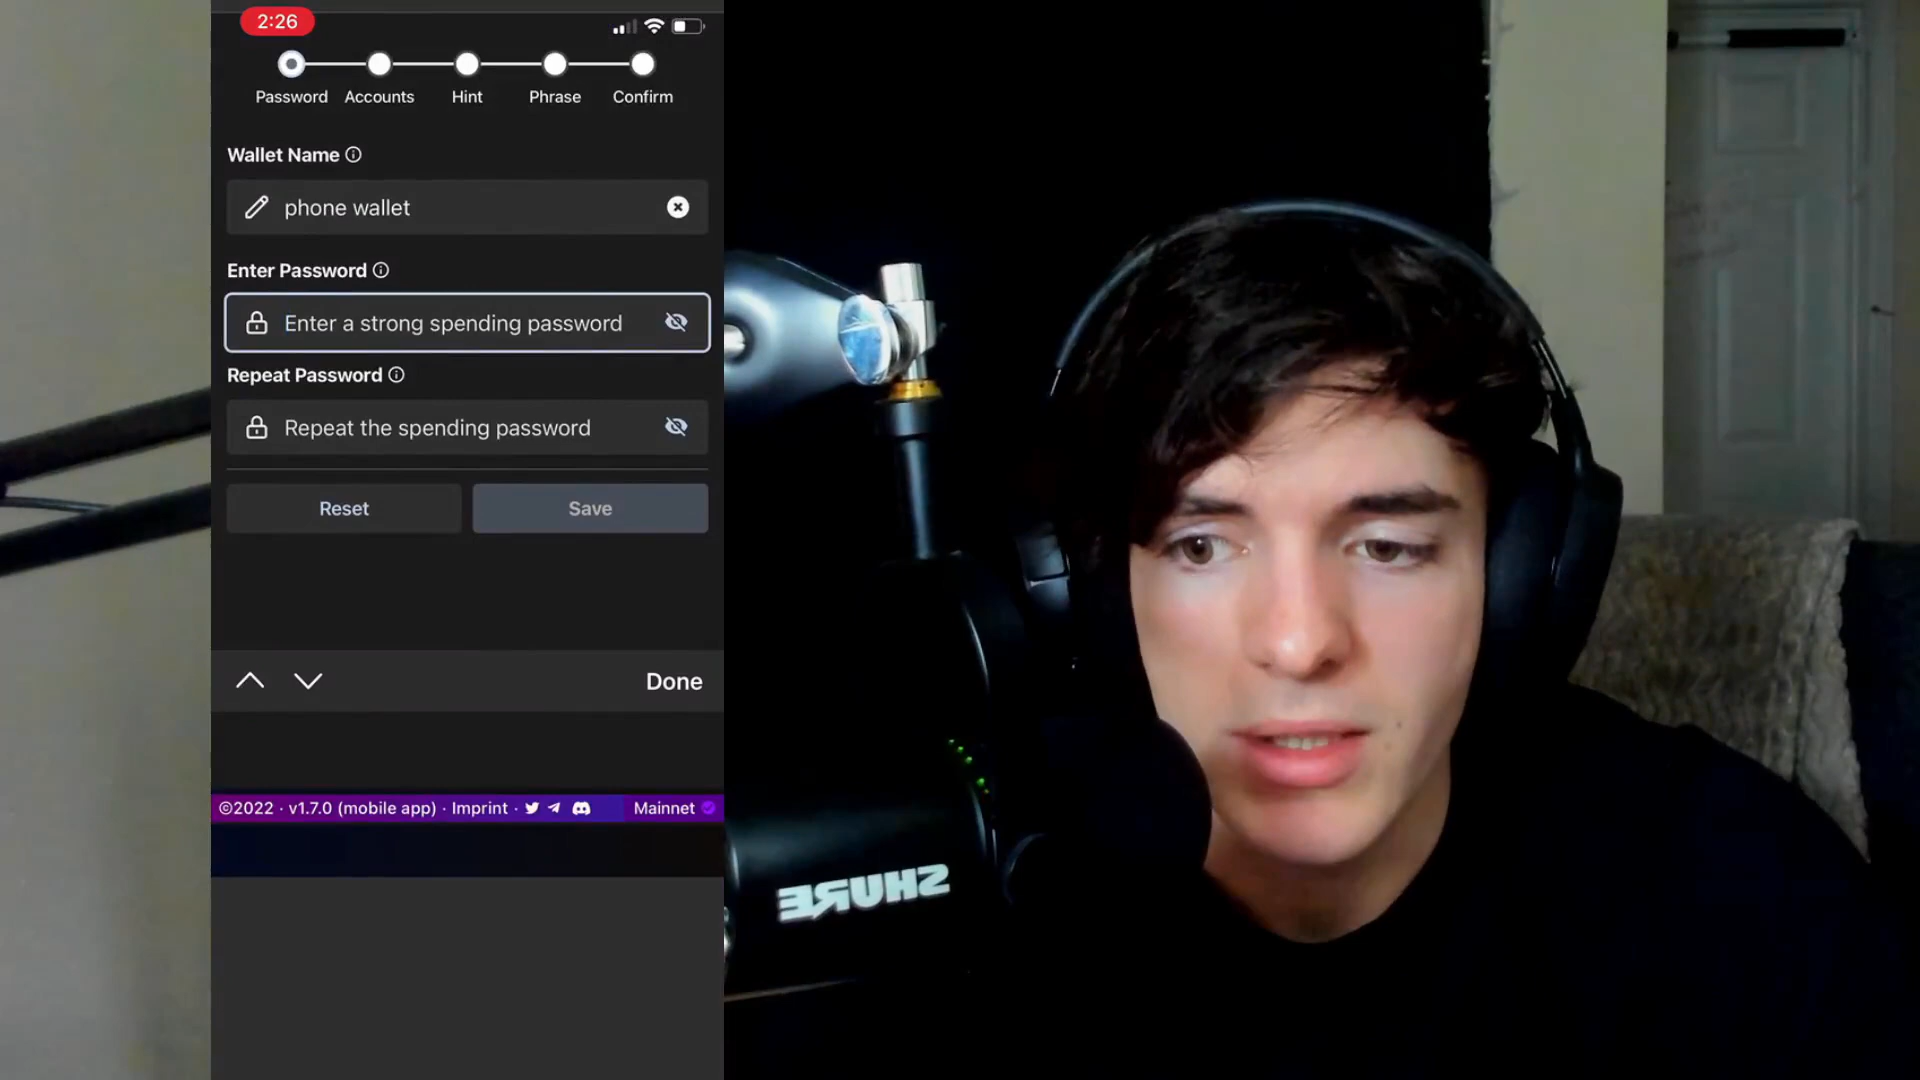 2:26
Password Accounts Hint Phrase Confirm
Wallet Name
phone wallet
Enter Password
Enter a strong spending password
Repeat Password
Repeat the spending password
Reset Save
Done
©2022 · v1.7.0 (mobile app) · Imprint · Mainnet
SHURE